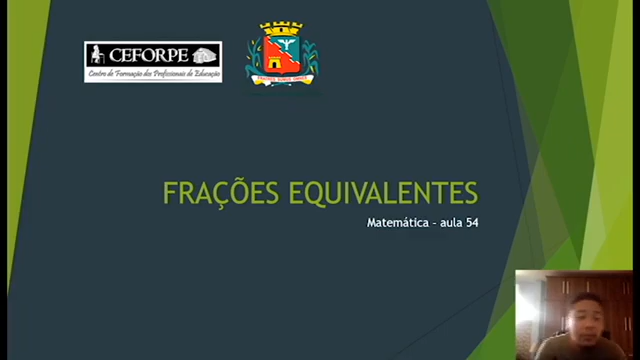 CEFORPE
Centro de Formação dos Profissionais de Educação
FRAÇÕES EQUIVALENTES
Matemática - aula 54